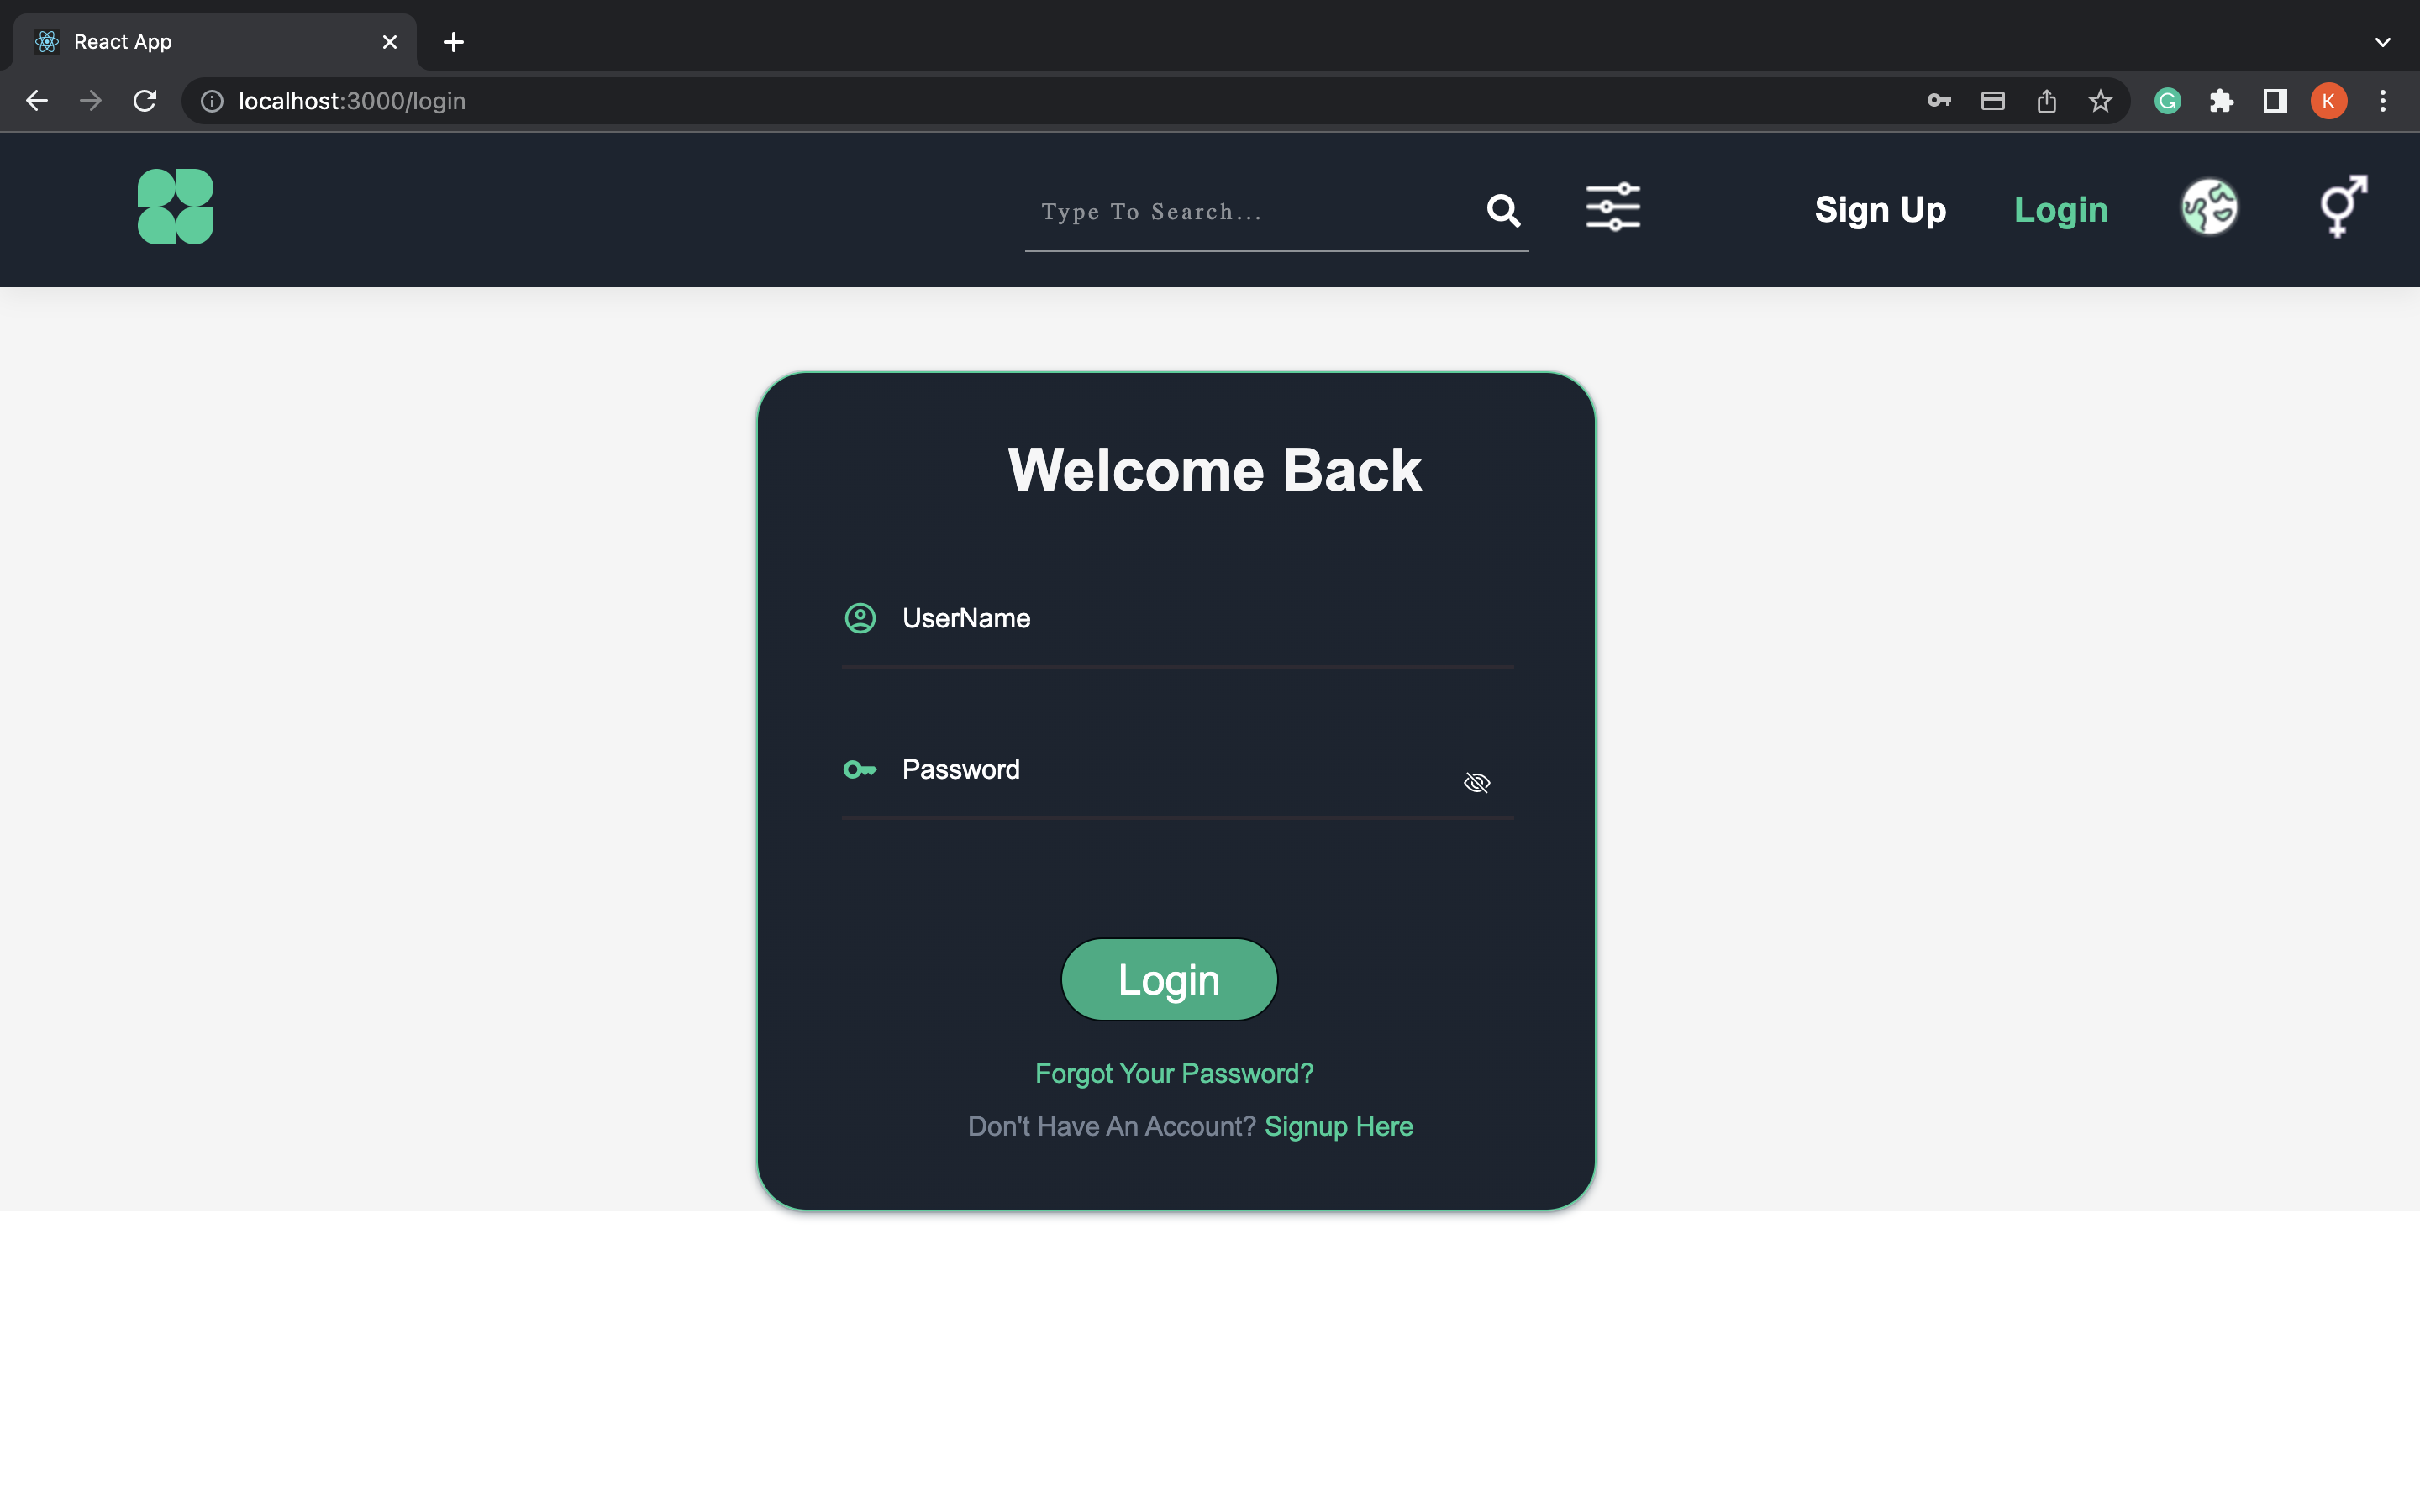 React App
localhost:3000/login
K
Type To Search...
Sign Up
Login
Welcome Back
UserName
Password
Login
Forgot Your Password?
Don't Have An Account? Signup Here